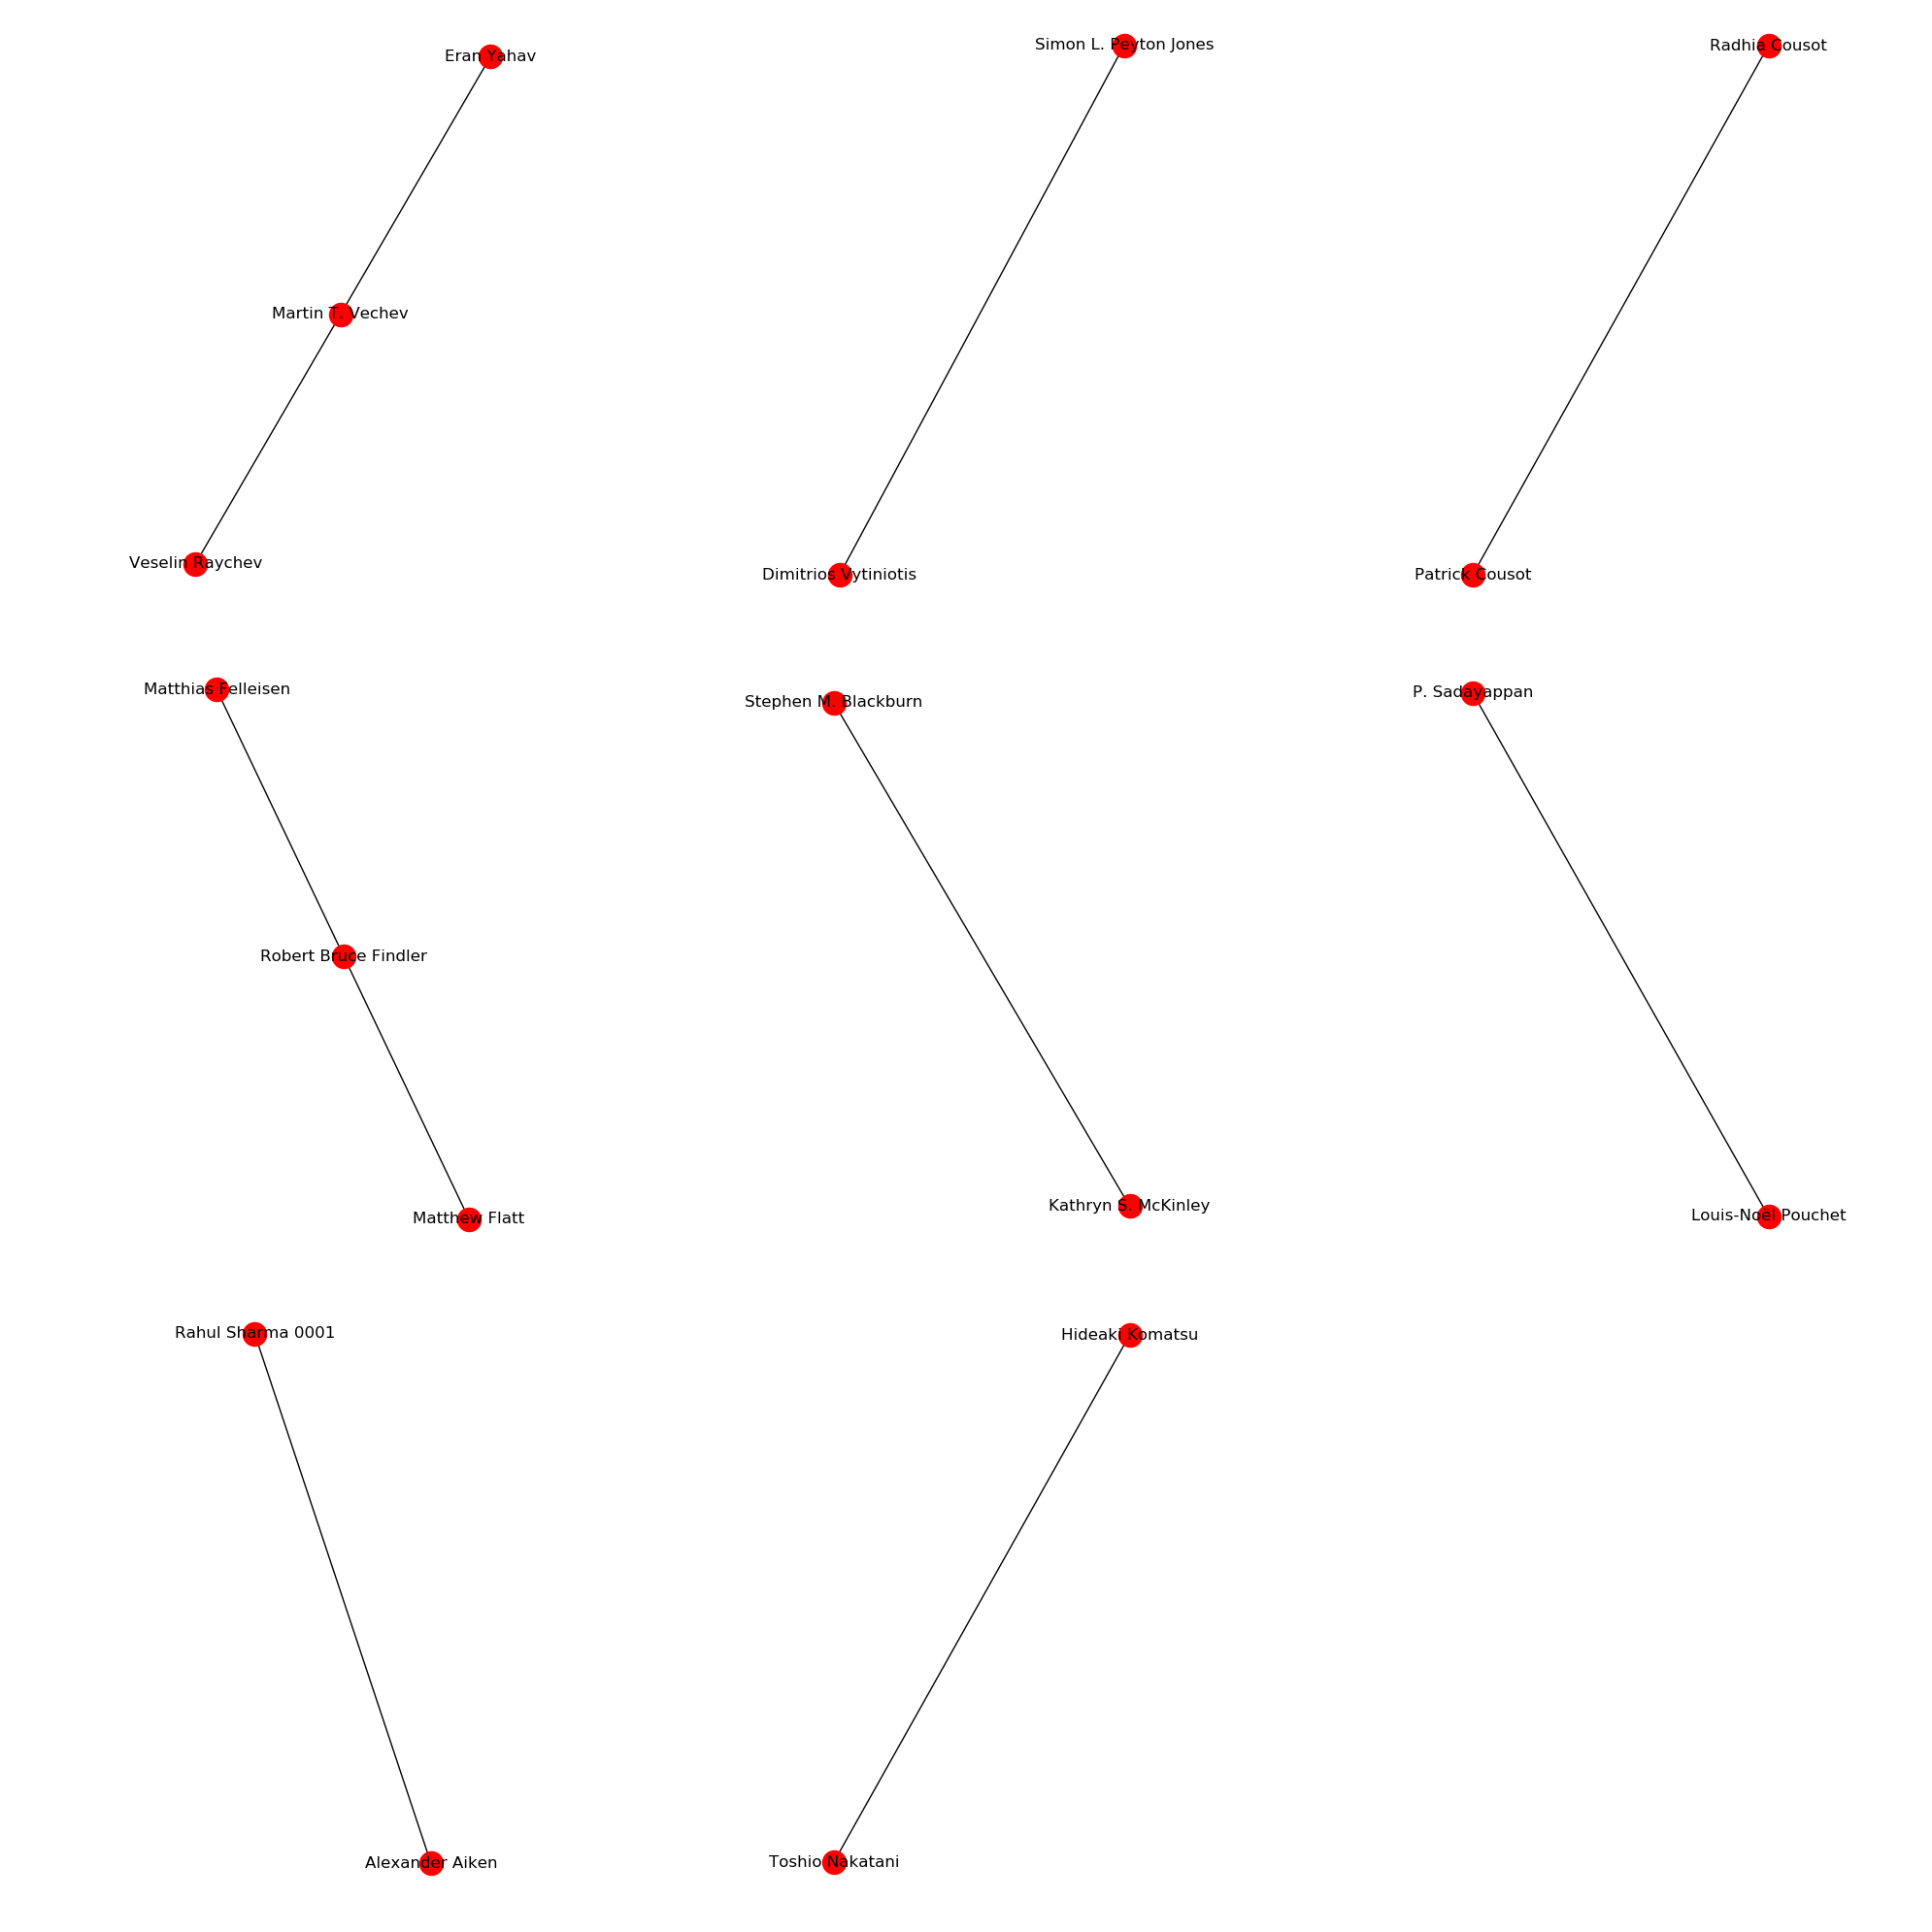 Eran Yahav
Martin T. Vechev
Veselin Raychev
Simon L. Peyton Jones
Dimitrios Vytiniotis
Radhia Cousot
Patrick Cousot
Matthias Felleisen
Robert Bruce Findler
Matthew Flatt
Stephen M. Blackburn
Kathryn S. McKinley
P. Sadayappan
Louis-Noël Pouchet
Rahul Sharma 0001
Alexander Aiken
Hideaki Komatsu
Toshio Nakatani